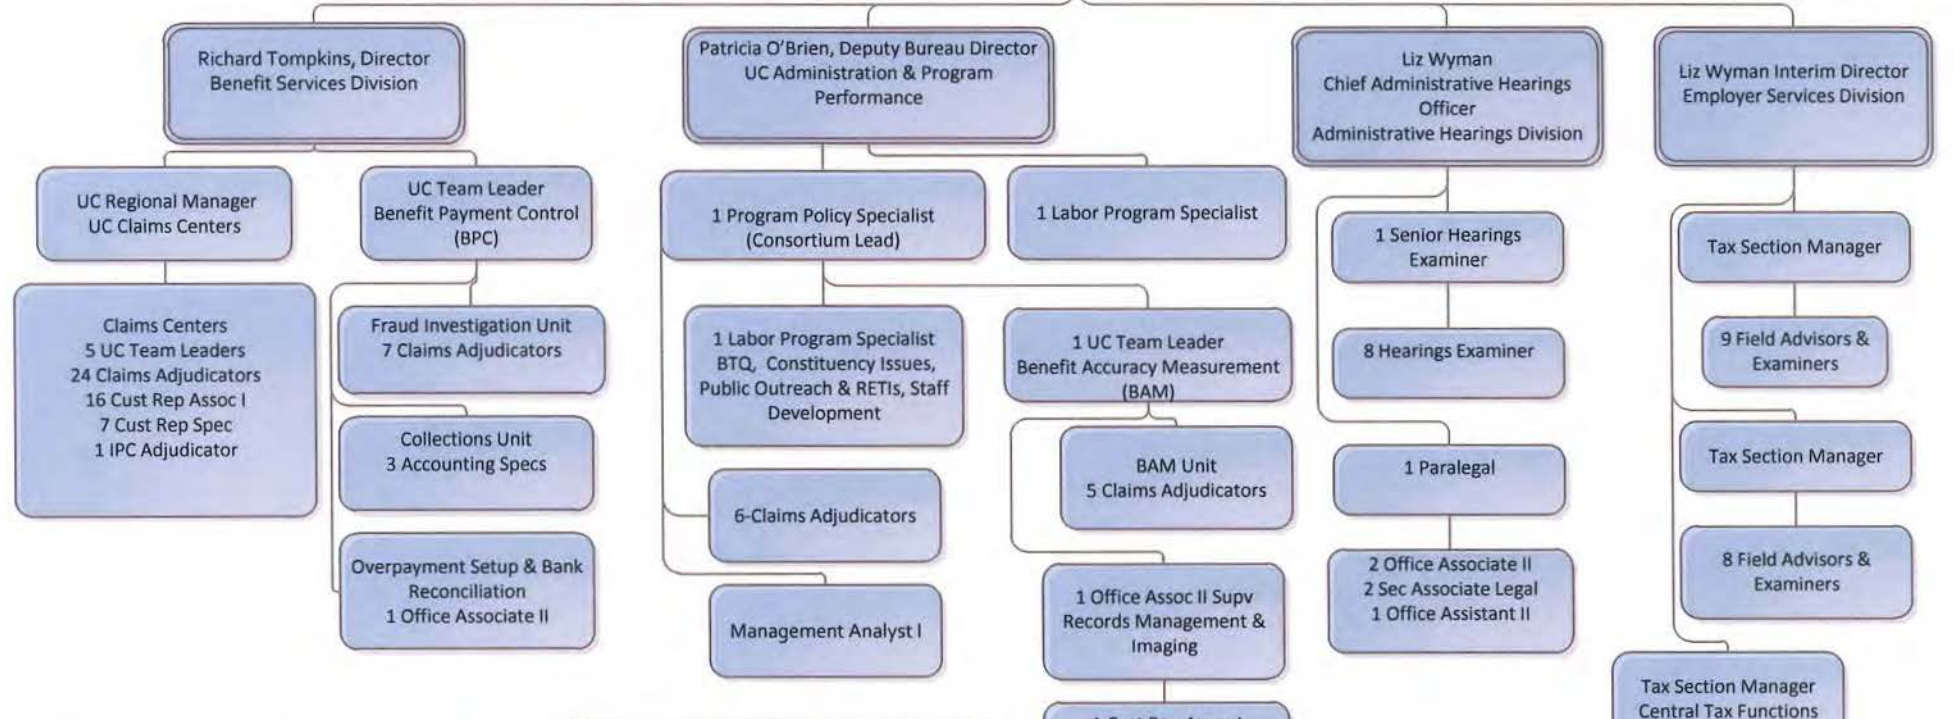 Richard Tompkins, Director
Benefit Services Division
Patricia O'Brien, Deputy Bureau Director
UC Administration & Program
Performance
Liz Wyman
Chief Administrative Hearings
Officer
Administrative Hearings Division
Liz Wyman Interim Director
Employer Services Division
UC Regional Manager
UC Claims Centers
UC Team Leader
Benefit Payment Control
(BPC)
1 Program Policy Specialist
(Consortium Lead)
1 Labor Program Specialist
1 Senior Hearings
Examiner
Tax Section Manager
Claims Centers
5 UC Team Leaders
24 Claims Adjudicators
16 Cust Rep Assoc I
7 Cust Rep Spec
1 IPC Adjudicator
Fraud Investigation Unit
7 Claims Adjudicators
1 Labor Program Specialist
BTQ, Constituency Issues,
Public Outreach & RETIs, Staff
Development
1 UC Team Leader
Benefit Accuracy Measurement
(BAM)
8 Hearings Examiner
9 Field Advisors &
Examiners
Collections Unit
3 Accounting Specs
BAM Unit
5 Claims Adjudicators
1 Paralegal
Tax Section Manager
6-Claims Adjudicators
Overpayment Setup & Bank
Reconciliation
1 Office Associate II
Management Analyst I
1 Office Assoc II Supv
Records Management &
Imaging
2 Office Associate II
2 Sec Associate Legal
1 Office Assistant II
8 Field Advisors &
Examiners
Tax Section Manager
Central Tax Functions